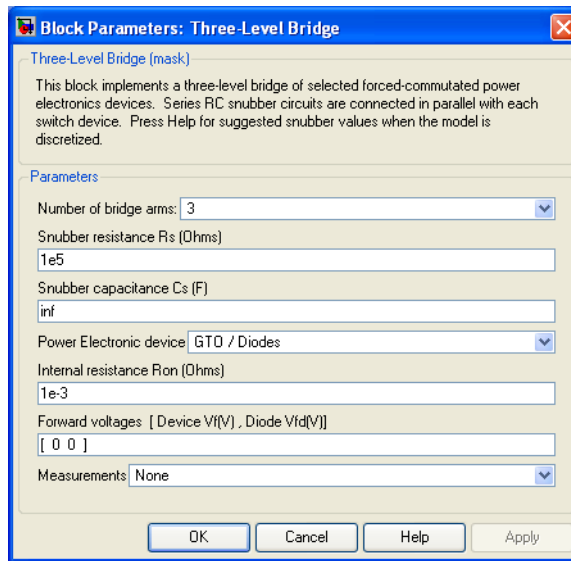 Block Parameters: Three-Level Bridge
Three-Level Bridge (mask)
This block implements a three-level bridge of selected forced-commutated power
electronics devices. Series RC snubber circuits are connected in parallel with each
switch device. Press Help for suggested snubber values when the model is
discretized.
Parameters
Number of bridge arms: 3
Snubber resistance Rs (Ohms)
1e5
Snubber capacitance Cs (F)
inf
Power Electronic device GTO / Diodes
Internal resistance Ron (Ohms)
1e-3
Forward voltages [ Device Vf(V) , Diode Vfd(V)]
[ 0 0 ]
Measurements None
OK Cancel Help Apply